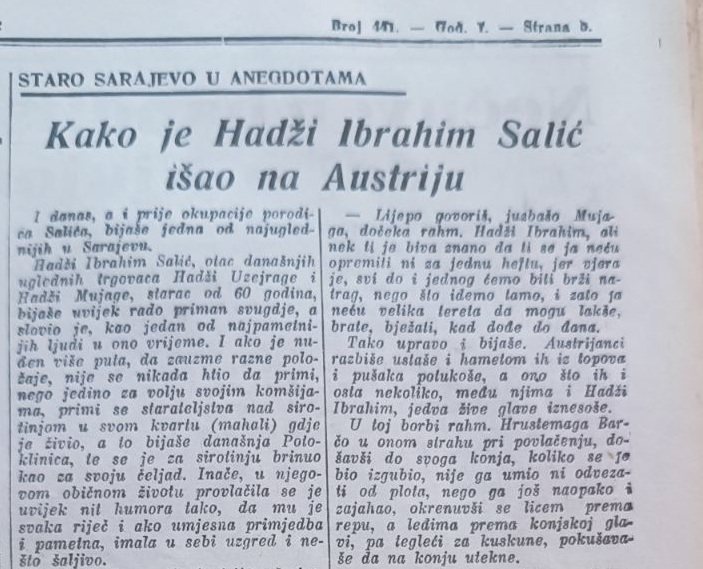 Broj 441. — God. V. — Strana 5.
STARO SARAJEVO U ANEGDOTAMA
Kako je Hadži Ibrahim Salić
išao na Austriju
I danas, a i prije okupacije porodi-
ca Salića, bijaše jedna od najugled-
nijih u Sarajevu.
Hadži Ibrahim Salić, otac današnjih
uglednih trgovaca Hadži Uzejrage i
Hadži Mujage, starac od 60 godina,
bijaše uvijek rado priman svugdje, a
slovio je, kao jedan od najpametni-
jih ljudi u ono vrijeme. I ako je nu-
đen više puta, da zauzme razne polo-
žaje, nije se nikada htio da primi,
nego jedino za volju svojim komšija-
ma, primi se starateljstva nad siro-
tinjom u svom kvartu (mahali) gdje
je živio, a to bijaše današnja Poto-
klinica, te se je za sirotinju brinuo
kao za svoju čeljad. Inače, u njego-
vom običnom životu provlačila se je
uvijek nit humora tako, da mu je
svaka riječ i ako umjesna primjedba
i pametna, imala u sebi uzgred i ne-
što šaljivo.
— Lijepo govoriš, juzbašo Muja-
ga, dočeka rahm. Hadži Ibrahim, ali
nek ti je biva znano da ti se ja neću
opremiti ni za jednu heftu, jer vjera
je, svi do i jednog ćemo biti brži na-
trag, nego što idemo tamo, i zato ja
neću velika tereta da mogu lakše,
brate, bježati, kad dođe do đana.
Tako upravo i bijaše. Austrijanci
razbiše ustaše i hametom ih iz topova
i pušaka potukoše, a ono što ih i
osta nekoliko, među njima i Hadži
Ibrahim, jedva žive glave iznesoše.
U toj borbi rahm. Hrustemaga Bar-
čo u onom strahu pri povlačenju, do-
šavši do svoga konja, koliko se je
bio izgubio, nije ga umio ni odveza-
ti od plota, nego ga još naopako i
zajahao, okrenuvši se licem prema
repu, a leđima prema konjskoj gla-
vi, pa tegleći za kuskune, pokušava-
še da na konju utekne.